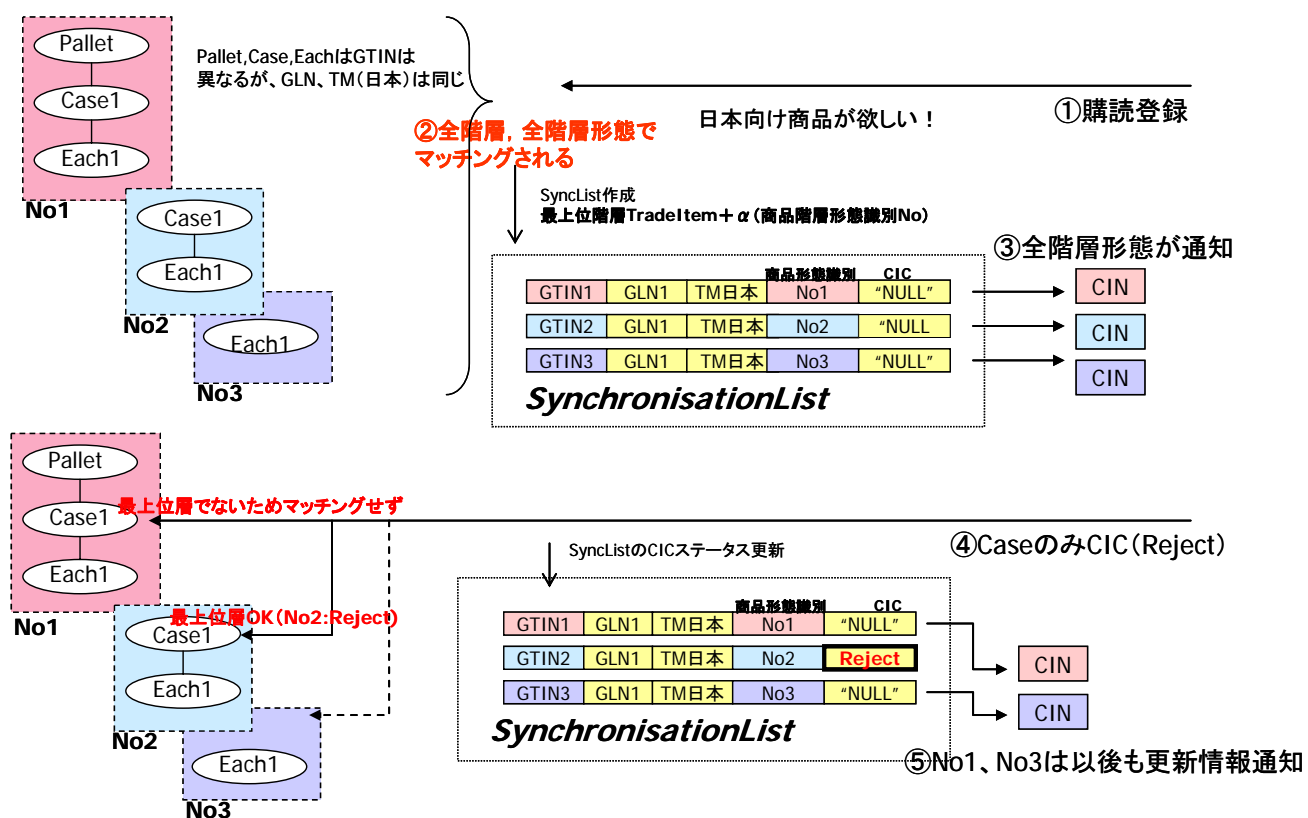 Pallet
Case1
Each1
No1
Case1
Each1
No2
Each1
No3
Pallet,Case,EachはGTINは
異なるが、GLN、TM（日本）は同じ
①購読登録
日本向け商品が欲しい！
②全階層，全階層形態で
マッチングされる
SyncList作成
最上位階層TradeItem＋α（商品階層形態識別No）
③全階層形態が通知
商品形態識別 CIC
GTIN1 GLN1 TM日本 No1 “NULL”
GTIN2 GLN1 TM日本 No2 “NULL
GTIN3 GLN1 TM日本 No3 “NULL”
SynchronisationList
CIN
CIN
CIN
Pallet
Case1
Each1
No1
最上位層でないためマッチングせず
最上位層OK（No2:Reject）
Case1
Each1
No2
Each1
No3
④CaseのみCIC（Reject）
SyncListのCICステータス更新
商品形態識別 CIC
GTIN1 GLN1 TM日本 No1 “NULL”
GTIN2 GLN1 TM日本 No2 Reject
GTIN3 GLN1 TM日本 No3 “NULL”
SynchronisationList
CIN
CIN
⑤No1、No3は以後も更新情報通知